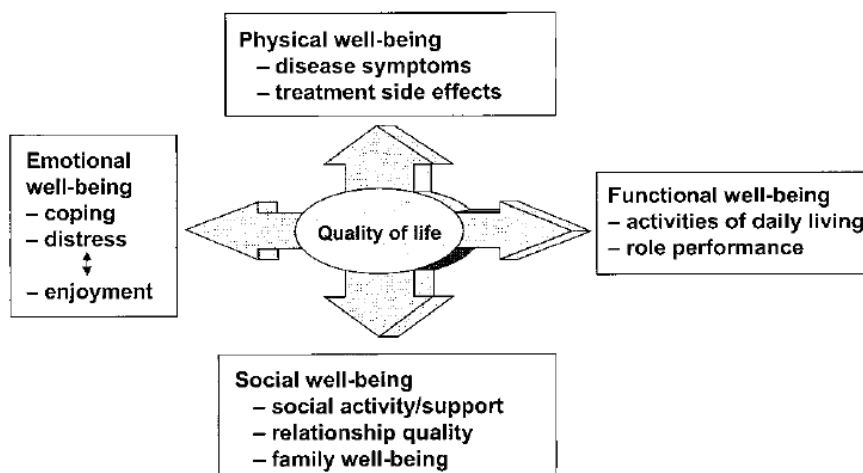 Physical well-being
– disease symptoms
– treatment side effects
Emotional
well-being
– coping
– distress
– enjoyment
Quality of life
Functional well-being
– activities of daily living
– role performance
Social well-being
– social activity/support
– relationship quality
– family well-being